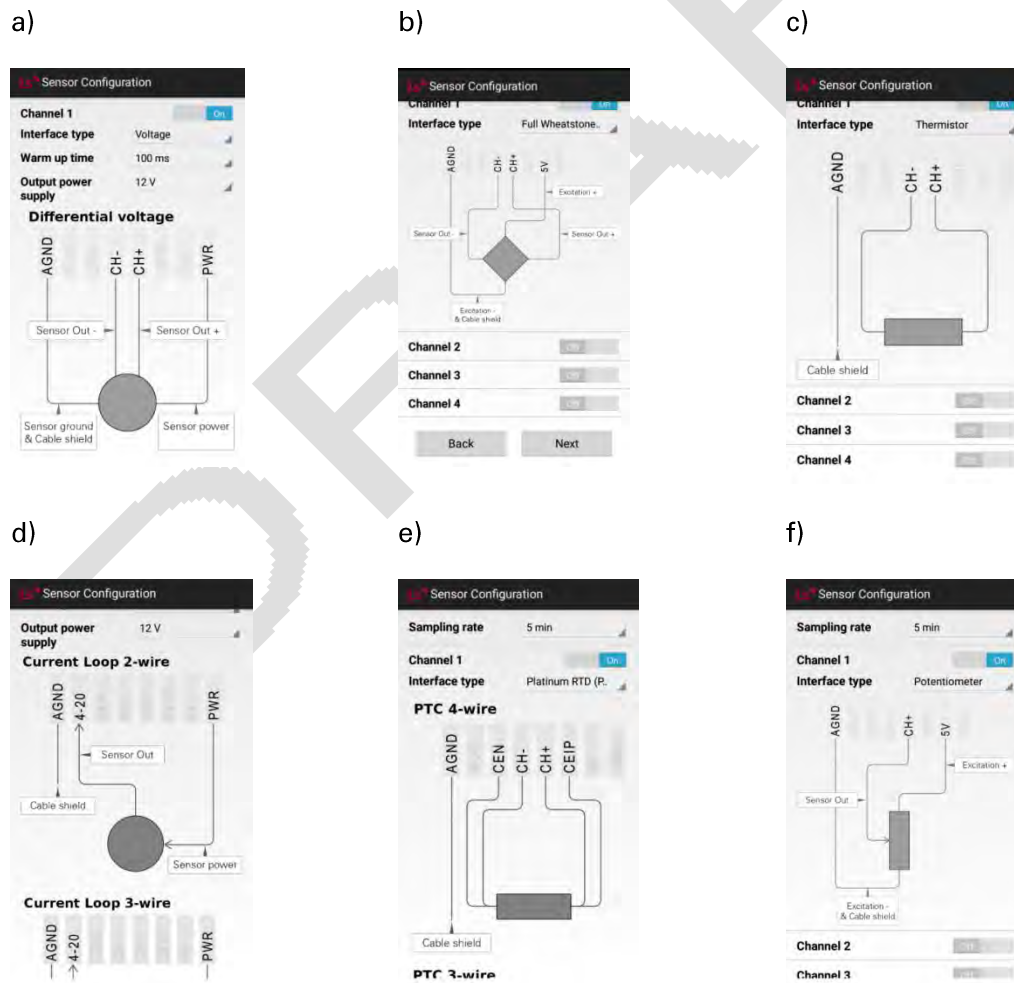 a)
b)
c)
Sensor Configuration
Channel 1 On
Interface type Voltage
Warm up time 100 ms
Output power 12 V
supply
Differential voltage
AGND CH- CH+ PWR
Sensor Out - Sensor Out +
Sensor ground
& Cable shield
Sensor power
Sensor Configuration
Channel 1 On
Interface type Full Wheatstone..
AGND CH- CH+ 5V
Excitation +
Sensor Out - Sensor Out +
Excitation -
& Cable shield
Channel 2 Off
Channel 3 Off
Channel 4 Off
Back Next
Sensor Configuration
Channel 1 On
Interface type Thermistor
AGND CH- CH+
Cable shield
Channel 2
Channel 3
Channel 4
d)
e)
f)
Sensor Configuration
Output power 12 V
supply
Current Loop 2-wire
AGND 4-20 PWR
Sensor Out
Cable shield
Sensor power
Current Loop 3-wire
AGND 4-20 PWR
Sensor Configuration
Sampling rate 5 min
Channel 1 On
Interface type Platinum RTD (P..
PTC 4-wire
AGND CEN CH- CH+ CEIP
Cable shield
PTC 3-wire
Sensor Configuration
Sampling rate 5 min
Channel 1 On
Interface type Potentiometer
AGND CH+ 5V
Excitation +
Sensor Out
Excitation -
& Cable shield
Channel 2 Off
Channel 3